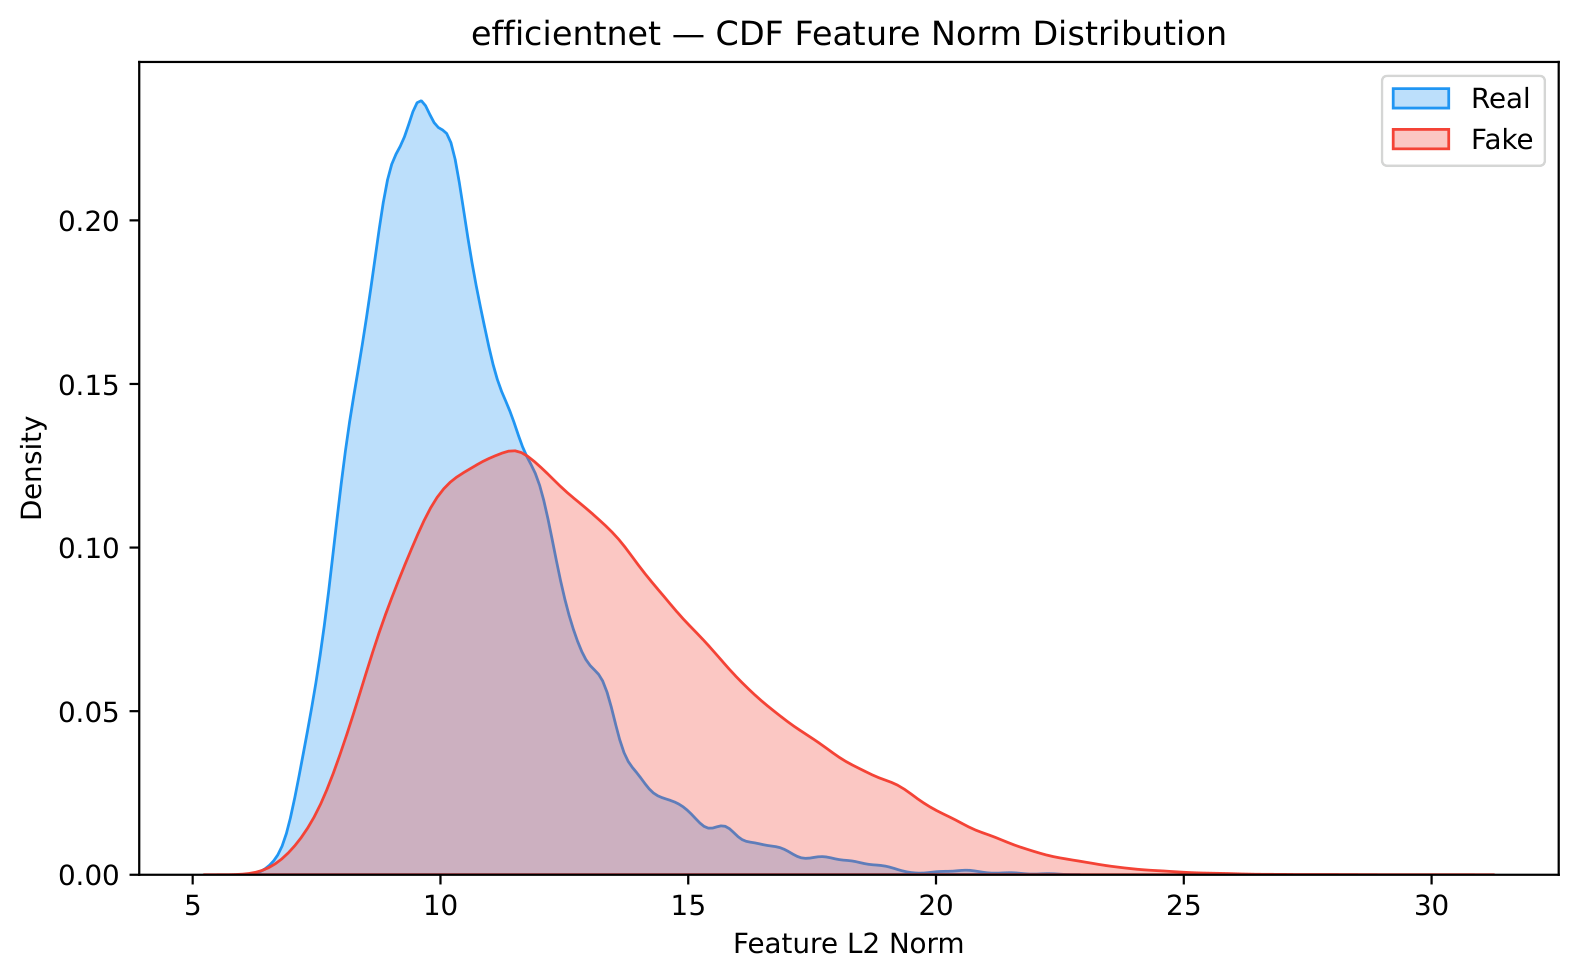 efficientnet — CDF Feature Norm Distribution
Real
Fake
Density
0.20
0.15
0.10
0.05
0.00
5 10 15 20 25 30
Feature L2 Norm